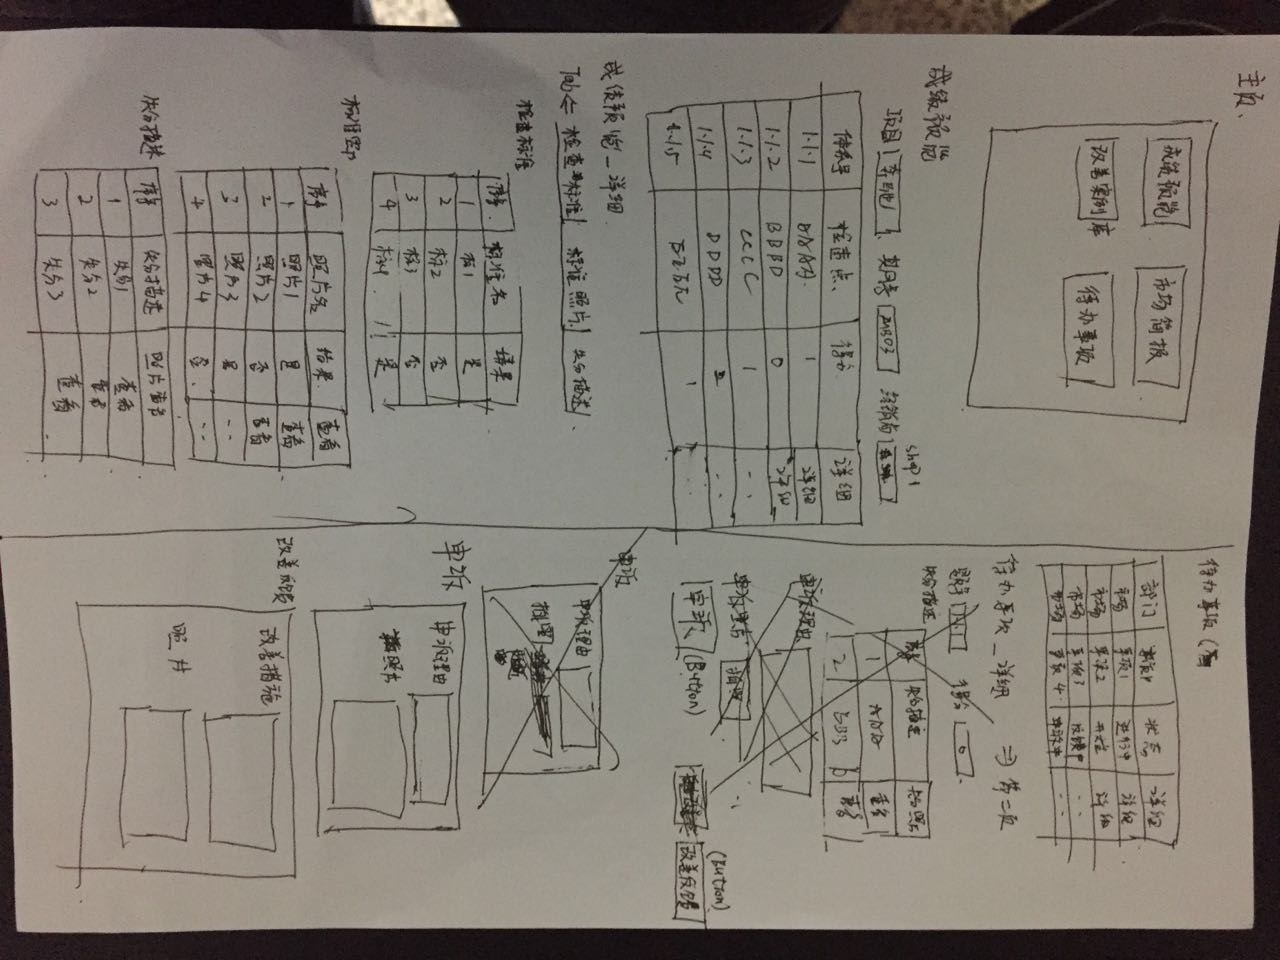 主页.
成绩预览 市场简报
改善案例库 待办事项
成绩预览
项目 奔驰1 期号 2103 经销商 shop1
体系号 检查点 得分 详细
1.1.1 AAAA 1 详细
1.1.2 BBBB 0 详细
1.1.3 CCCC 1 ..
1.1.4 DDDD ..
1.1.5 1
成绩预览_详细
Tab⇐ 检查标准 标准照片 失分描述
检查标准
序号 标准名 结果
1 标1 是
2 标2 否
3 标3 否
4 标4 是
标准照片
序号 照片名 结果 查看
1 照片1 是 查看
2 照片2 否 查看
3 照片3 是 --
4 照片4 否 --
失分描述
序号 失分描述 照片查看
1 失分1 查看
2 失分2 查看
3 失分3 查看
待办事项
部门 事项 状态 详细
市场 事项1 进行中 详细
市场 事项2 详细
市场 事项3 反馈中 --
市场 事项4 申诉中 --
待办事项_详细 ⇒ 第二页
得分 0
失分描述
序号 失分描述 失分照片
1 AAA 查看
2 BBB 查看
申诉理由
申诉照片 拍照
申诉 (Button)
(Button)
改善反馈
申诉
申诉理由
拍照
申诉
申诉理由
照片
改善反馈
改善措施
照片